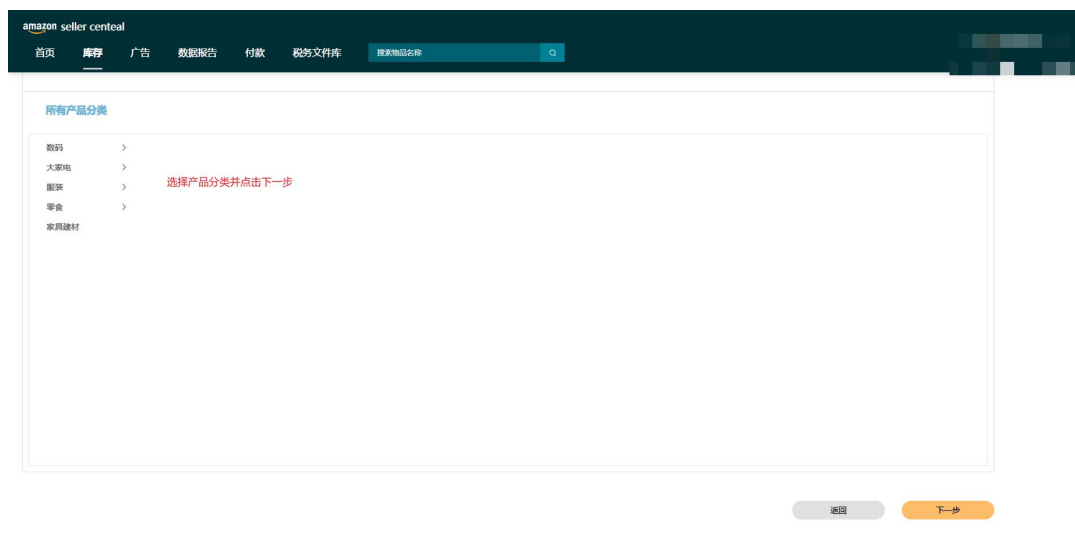 amazon seller centeal
首页 库存 广告 数据报告 付款 税务文件库 搜索物品名称
所有产品分类
数码
大家电
选择产品分类并点击下一步
服装
零食
家具建材
返回 下一步